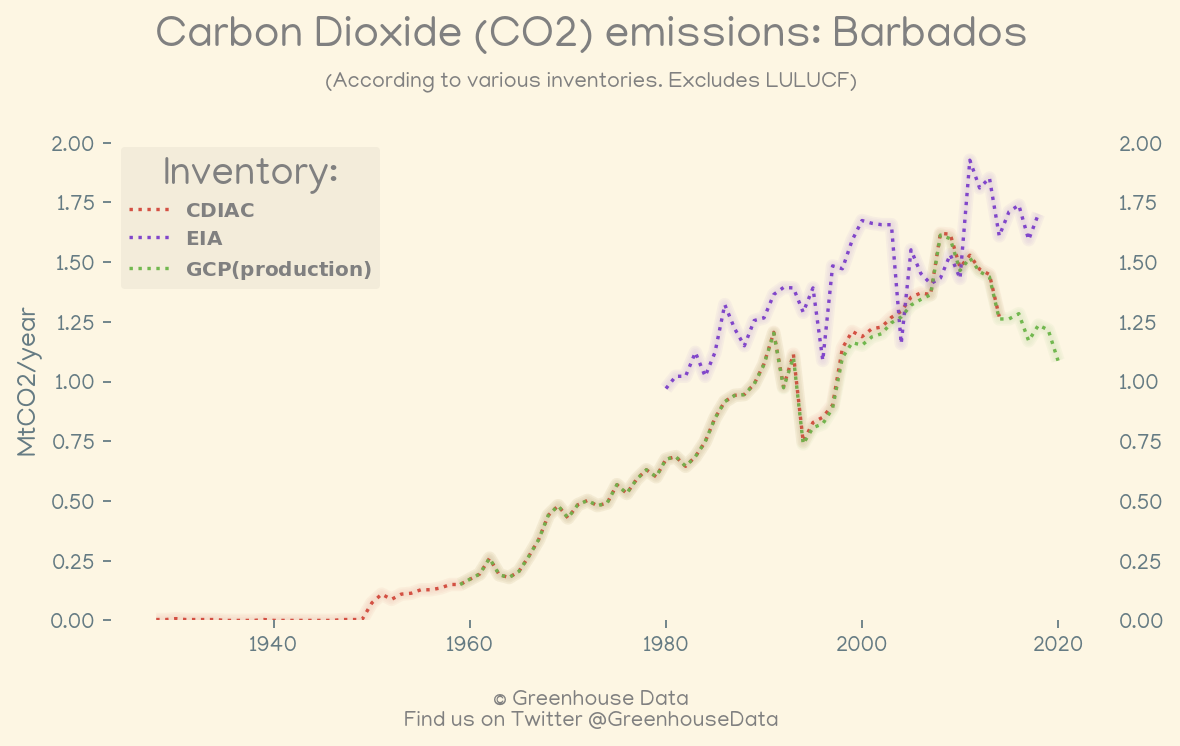 Carbon Dioxide (CO2) emissions: Barbados
(According to various inventories. Excludes LULUCF)
2.00
1.75
1.50
1.25
1.00
0.75
0.50
0.25
0.00
MtCO2/year
Inventory:
CDIAC
EIA
GCP(production)
2.00
1.75
1.50
1.25
1.00
0.75
0.50
0.25
0.00
1940 1960 1980 2000 2020
© Greenhouse Data
Find us on Twitter @GreenhouseData